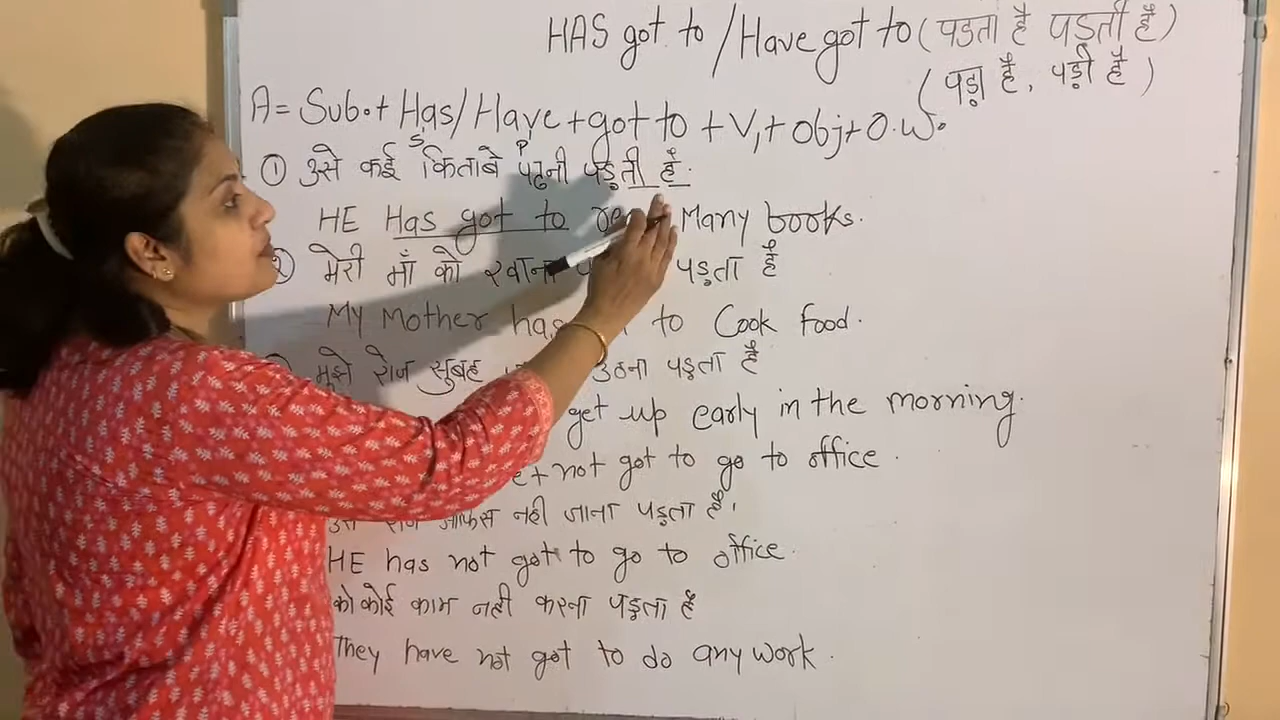 HAS got to / Have got to ( पडता है पड़ती है )
( पड़ा है, पड़ी है )
A = Sub. + Has / Have + got to + V1 + Obj + O.W.
S P
① उसे कई किताबे पढ़नी पड़ती है.
HE Has got to Many books.
② मेरी माँ को खाना पड़ता है
My Mother has to Cook food.
मुझे रोज सुबह उठना पड़ता है
get up early in the morning.
+ not got to go to office.
रोज ऑफिस नही जाना पड़ता है,
HE has not got to go to office.
को कोई काम नही करना पड़ता है
They have not got to do any work.